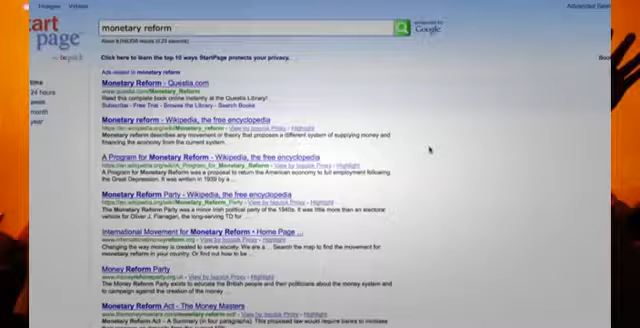 Images Videos
Advanced Sear
tart
page
by Ixquick
monetary reform
enhanced by
Google
Click here to learn the top 10 ways StartPage protects your privacy.
Ads related to monetary reform
Monetary Reform - Questia.com
www.questia.com/Monetary_Reform
Read this complete book online instantly at the Questia Library!
Subscribe - Free Trial - Browse the Library - Search Books
time
24 hours
week
month
year
Monetary reform - Wikipedia, the free encyclopedia
https://en.wikipedia.org/wiki/Monetary_reform - View by Ixquick Proxy - Highlight
Monetary reform describes any movement or theory that proposes a different system of supplying money and
financing the economy from the current system.
A Program for Monetary Reform - Wikipedia, the free encyclopedia
https://en.wikipedia.org/wiki/A_Program_for_Monetary_Reform - View by Ixquick Proxy - Highlight
A Program for Monetary Reform was a proposal to return the American economy to full employment following
the Great Depression. It was written in 1939 by a ...
Monetary Reform Party - Wikipedia, the free encyclopedia
https://en.wikipedia.org/wiki/Monetary_Reform_Party - View by Ixquick Proxy - Highlight
The Monetary Reform Party was a minor Irish political party of the 1940s. It was little more than an electoral
vehicle for Oliver J. Flanagan, the long-serving TD for ...
International Movement for Monetary Reform • Home Page ...
www.internationalmoneyreform.org - View by Ixquick Proxy - Highlight
Changing the way money is created to serve society. We are a ... Search the map to find the movement for
monetary reform in your country. Or find out how to be ...
Money Reform Party
www.moneyreformparty.org.uk - View by Ixquick Proxy - Highlight
The Money Reform Party exists to educate the British people and their politicians about the money system and
to campaign against the creation of the money ...
Monetary Reform Act - The Money Masters
www.themoneymasters.com/monetary-reform-act/ - View by Ixquick Proxy - Highlight
Monetary Reform Act - A Summary (in four paragraphs). This proposed law would require banks to increase